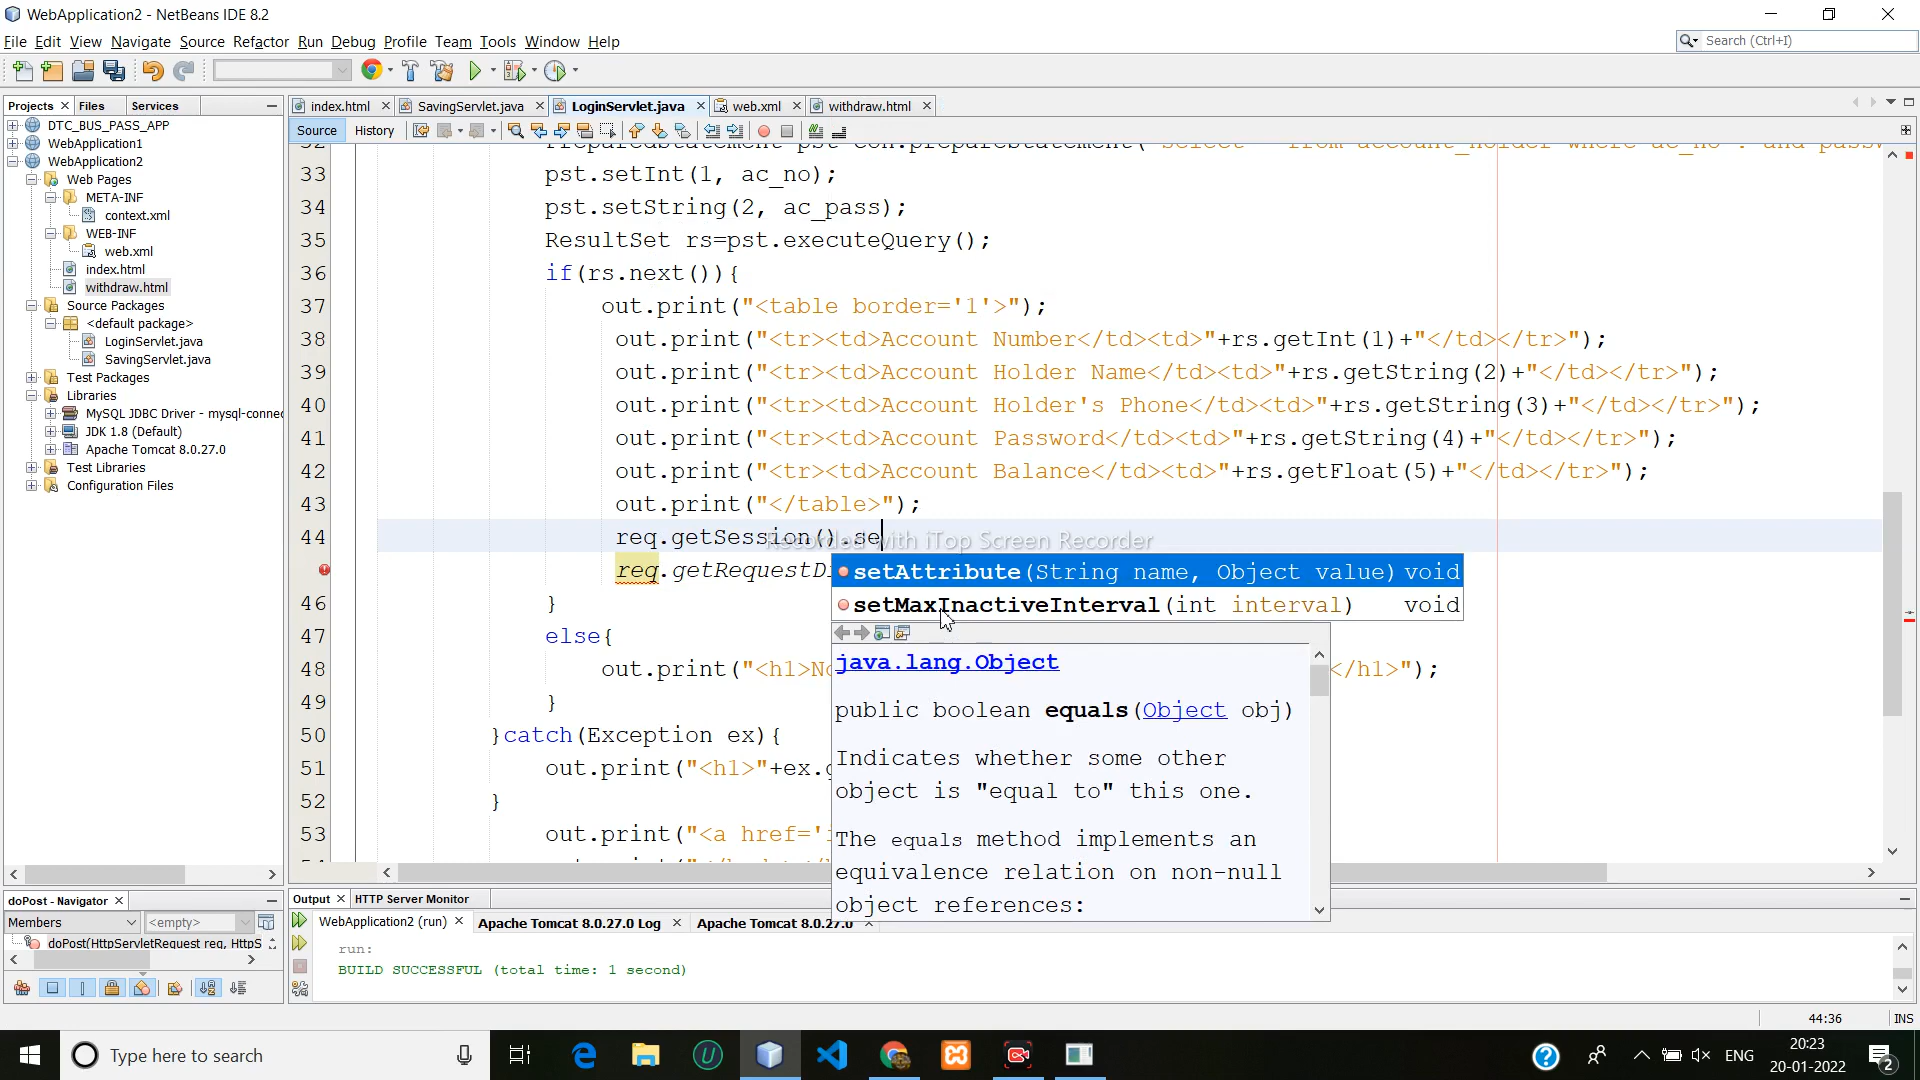 WebApplication2 - NetBeans IDE 8.2
File Edit View Navigate Source Refactor Run Debug Profile Team Tools Window Help
Search (Ctrl+I)
Projects Files Services
index.html SavingServlet.java LoginServlet.java web.xml withdraw.html
Source History
DTC_BUS_PASS_APP
WebApplication1
WebApplication2
Web Pages
META-INF
context.xml
WEB-INF
web.xml
index.html
withdraw.html
Source Packages
<default package>
LoginServlet.java
SavingServlet.java
Test Packages
Libraries
MySQL JDBC Driver - mysql-connec
JDK 1.8 (Default)
Apache Tomcat 8.0.27.0
Test Libraries
Configuration Files
33 pst.setInt(1, ac_no);
34 pst.setString(2, ac_pass);
35 ResultSet rs=pst.executeQuery();
36 if(rs.next()){
37 out.print("<table border='1'>");
38 out.print("<tr><td>Account Number</td><td>"+rs.getInt(1)+"</td></tr>");
39 out.print("<tr><td>Account Holder Name</td><td>"+rs.getString(2)+"</td></tr>");
40 out.print("<tr><td>Account Holder's Phone</td><td>"+rs.getString(3)+"</td></tr>");
41 out.print("<tr><td>Account Password</td><td>"+rs.getString(4)+"</td></tr>");
42 out.print("<tr><td>Account Balance</td><td>"+rs.getFloat(5)+"</td></tr>");
43 out.print("</table>");
44 req.getSession().se
Recorded with iTop Screen Recorder
req.getRequestDi
46 }
47 else{
48 out.print("<h1>No </h1>");
49 }
50 }catch(Exception ex){
51 out.print("<h1>"+ex.g
52 }
53 out.print("<a href='i
setAttribute(String name, Object value) void
setMaxInactiveInterval(int interval) void
java.lang.Object
public boolean equals(Object obj)
Indicates whether some other
object is "equal to" this one.
The equals method implements an
equivalence relation on non-null
object references:
doPost - Navigator
Members <empty>
doPost(HttpServletRequest req, HttpS
Output HTTP Server Monitor
WebApplication2 (run) Apache Tomcat 8.0.27.0 Log Apache Tomcat 8.0.27.0
run:
BUILD SUCCESSFUL (total time: 1 second)
44:36 INS
Type here to search
ENG
20:23
20-01-2022
2